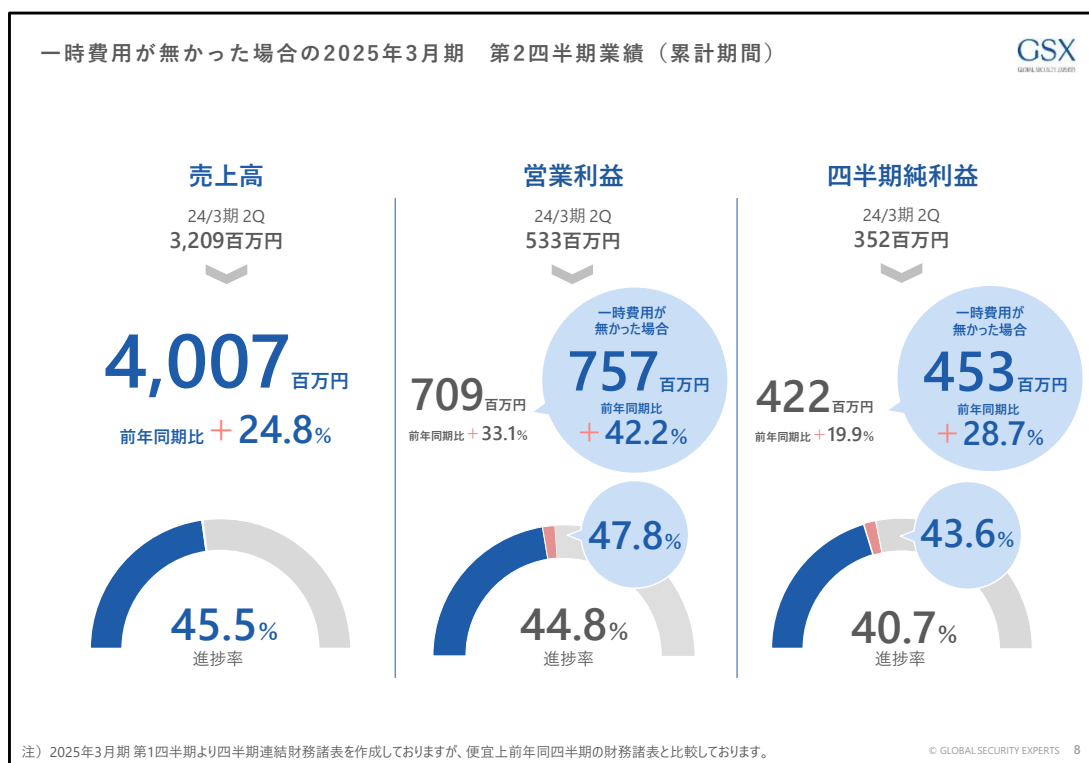 一時費用が無かった場合の2025年3月期　第2四半期業績（累計期間）
GSX
GLOBAL SECURITY EXPERTS
売上高
24/3期 2Q
3,209百万円
4,007百万円
前年同期比 + 24.8%
45.5%
進捗率
営業利益
24/3期 2Q
533百万円
709百万円
前年同期比 + 33.1%
一時費用が
無かった場合
757百万円
前年同期比
+ 42.2%
47.8%
44.8%
進捗率
四半期純利益
24/3期 2Q
352百万円
422百万円
前年同期比 + 19.9%
一時費用が
無かった場合
453百万円
前年同期比
+ 28.7%
43.6%
40.7%
進捗率
注）2025年3月期 第1四半期より四半期連結財務諸表を作成しておりますが、便宜上前年同四半期の財務諸表と比較しております。
© GLOBAL SECURITY EXPERTS 8